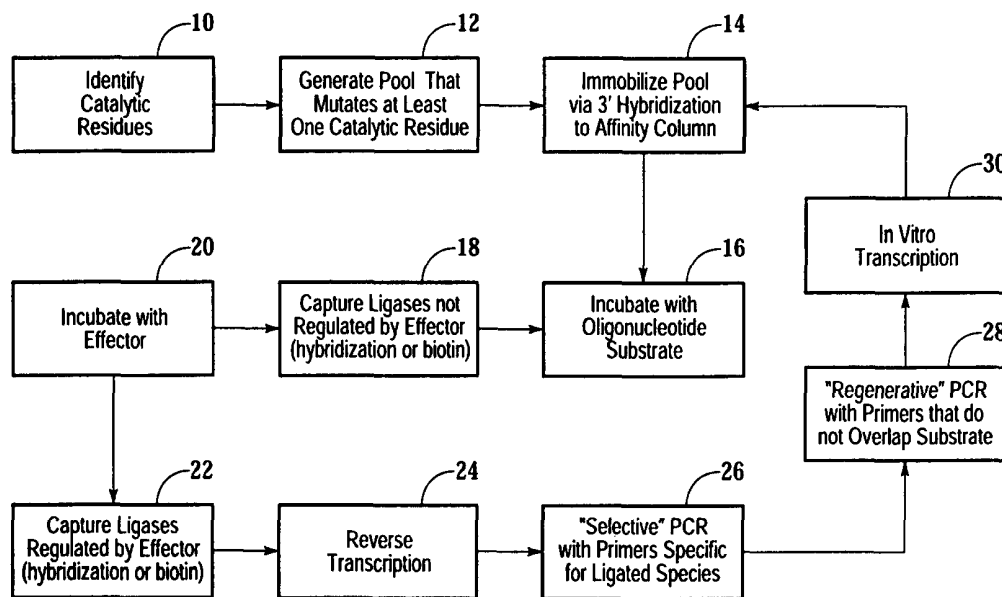 10
Identify
Catalytic
Residues
12
Generate Pool That
Mutates at Least
One Catalytic Residue
14
Immobilize Pool
via 3' Hybridization
to Affinity Column
30
In Vitro
Transcription
20
Incubate with
Effector
18
Capture Ligases not
Regulated by Effector
(hybridization or biotin)
16
Incubate with
Oligonucleotide
Substrate
28
"Regenerative" PCR
with Primers that do
not Overlap Substrate
22
Capture Ligases
Regulated by Effector
(hybridization or biotin)
24
Reverse
Transcription
26
"Selective" PCR
with Primers Specific
for Ligated Species